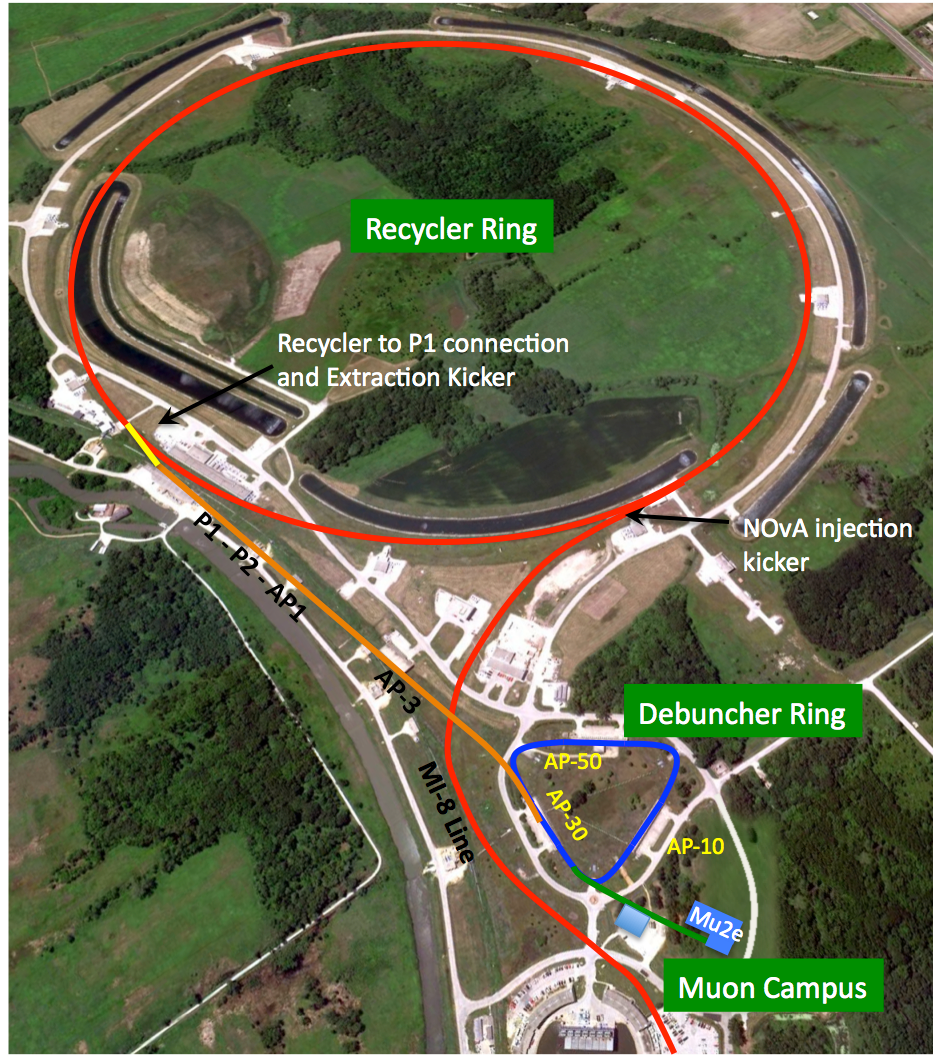 Recycler Ring
Recycler to P1 connection
and Extraction Kicker
P1 - P2 - AP1
NOvA injection
kicker
AP-3
Debuncher Ring
MI-8 Line
AP-50
AP-30
AP-10
Mu2e
Muon Campus